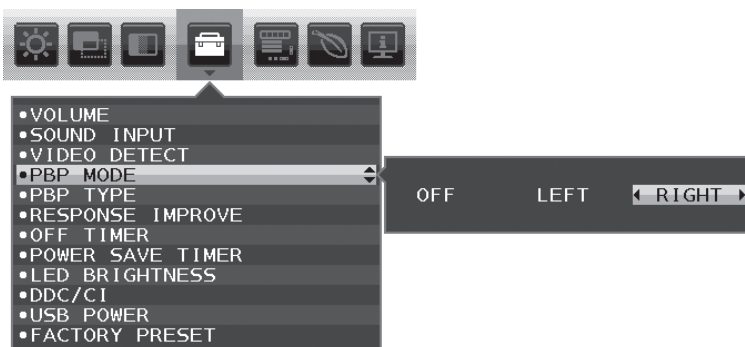 •VOLUME
•SOUND INPUT
•VIDEO DETECT
•PBP MODE
OFF LEFT RIGHT
•PBP TYPE
•RESPONSE IMPROVE
•OFF TIMER
•POWER SAVE TIMER
•LED BRIGHTNESS
•DDC/CI
•USB POWER
•FACTORY PRESET